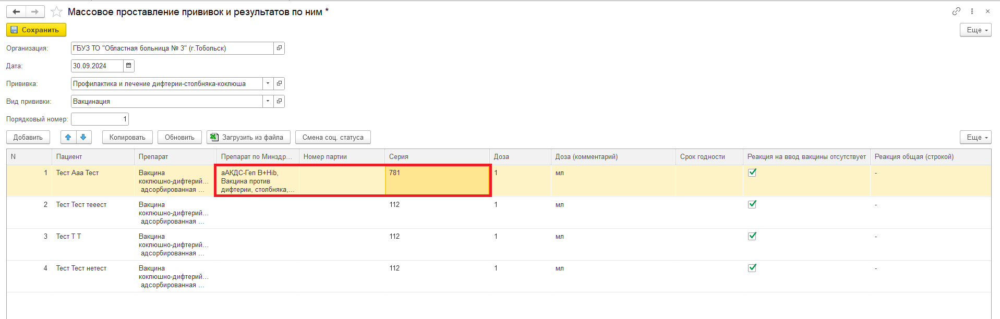 Массовое проставление прививок и результатов по ним *
Сохранить
Еще
Организация: ГБУЗ ТО "Областная больница № 3" (г.Тобольск)
Дата: 30.09.2024
Прививка: Профилактика и лечение дифтерии-столбняка-коклюша
Вид прививки: Вакцинация
Порядковый номер: 1
Добавить Копировать Обновить Загрузить из файла Смена соц. статуса Еще
N Пациент Препарат Препарат по Минздр... Номер партии Серия Доза Доза (комментарий) Срок годности Реакция на ввод вакцины отсутствует Реакция общая (строкой)
1 Тест Ааа Тест Вакцина аАКДС-Геп В+Hib, 781 1 мл -
коклюшно-дифтерий... Вакцина против
адсорбированная ... дифтерии, столбняка,...
2 Тест Тест тееест Вакцина 112 1 мл -
коклюшно-дифтерий...
адсорбированная ...
3 Тест Т Т Вакцина 112 1 мл -
коклюшно-дифтерий...
адсорбированная ...
4 Тест Тест нетест Вакцина 112 1 мл -
коклюшно-дифтерий...
адсорбированная ...